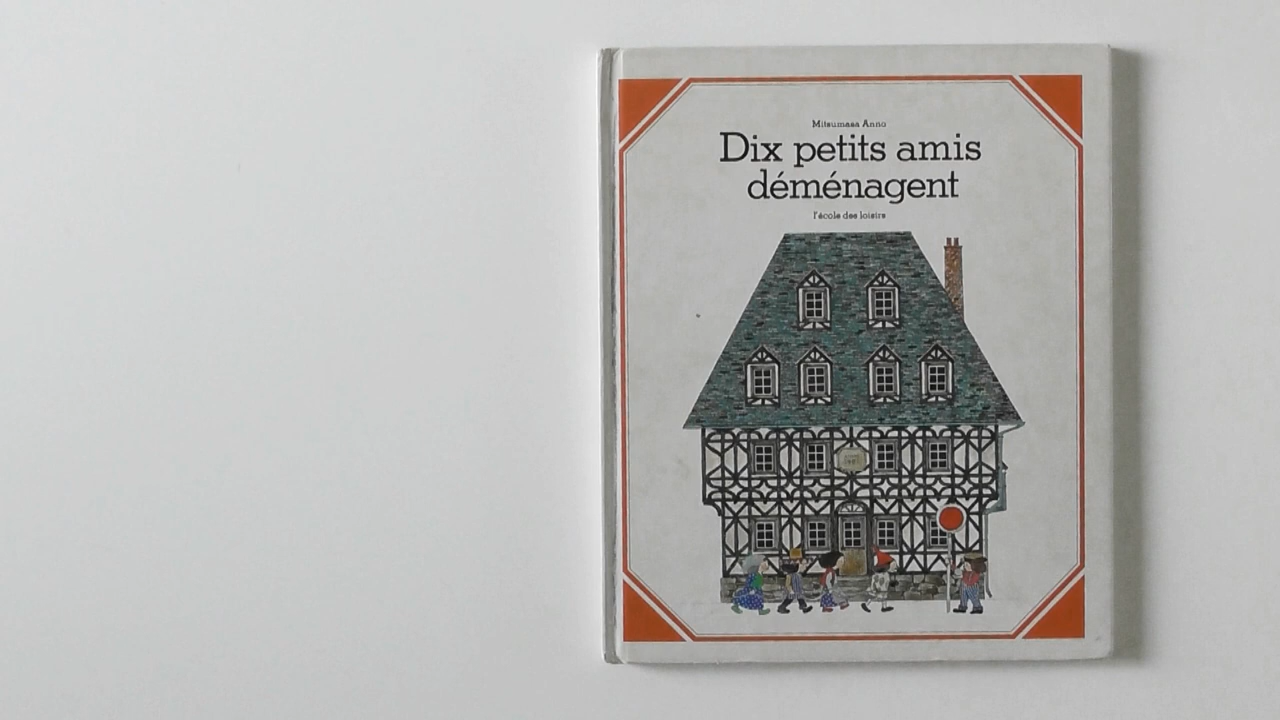 Mitsumasa Anno
Dix petits amis
déménagent
l'école des loisirs